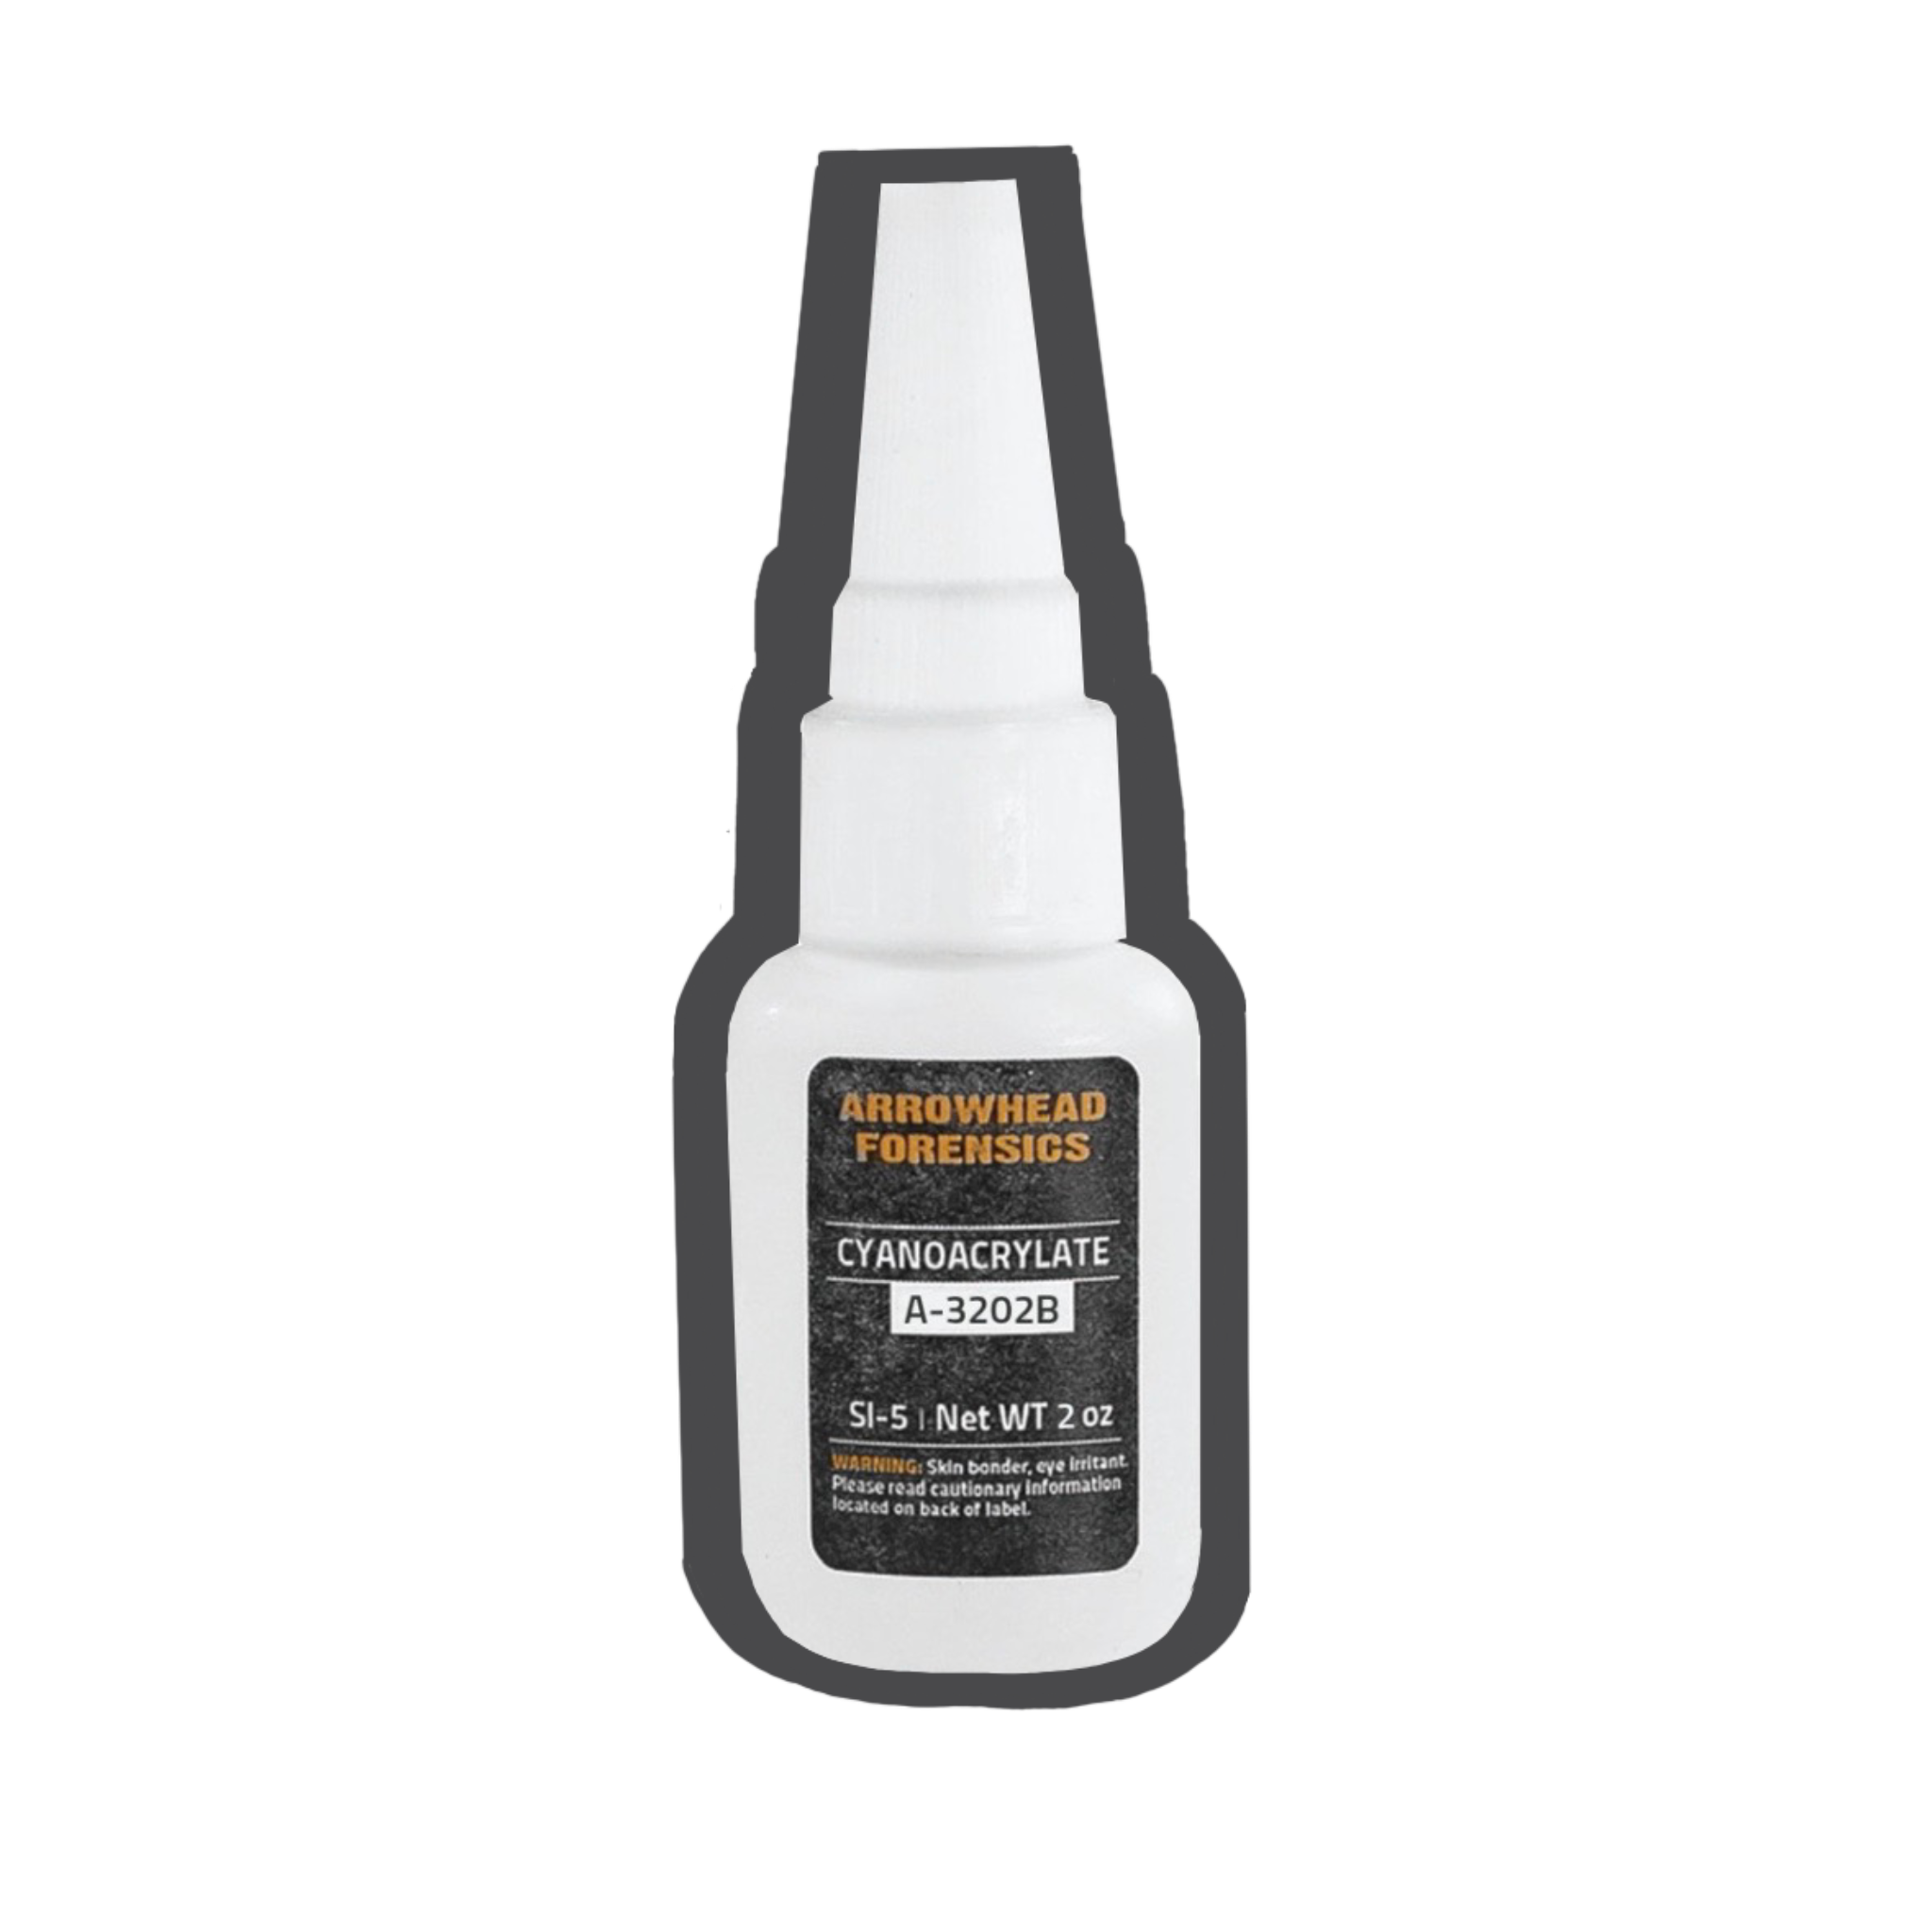 ARROWHEAD
FORENSICS
CYANOACRYLATE
A-3202B
SI-5 | Net WT 2 oz
WARNING: Skin bonder, eye irritant.
Please read cautionary information
located on back of label.